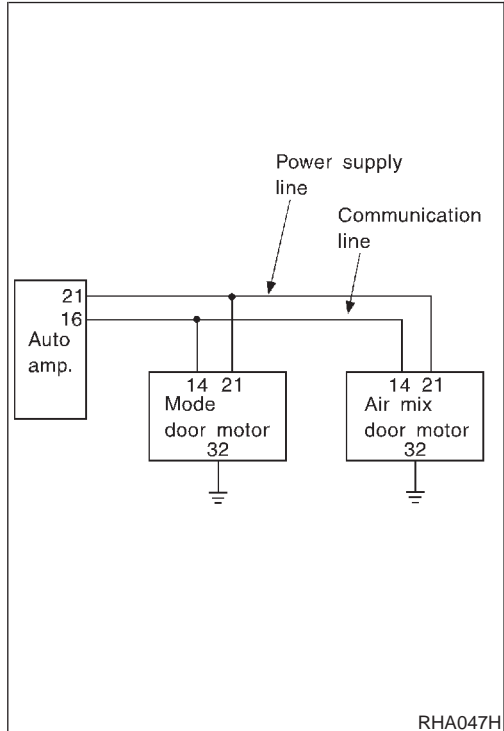 Power supply
line
Communication
line
21
16
Auto
amp.
14 21
Mode
door motor
32
14 21
Air mix
door motor
32
RHA047H